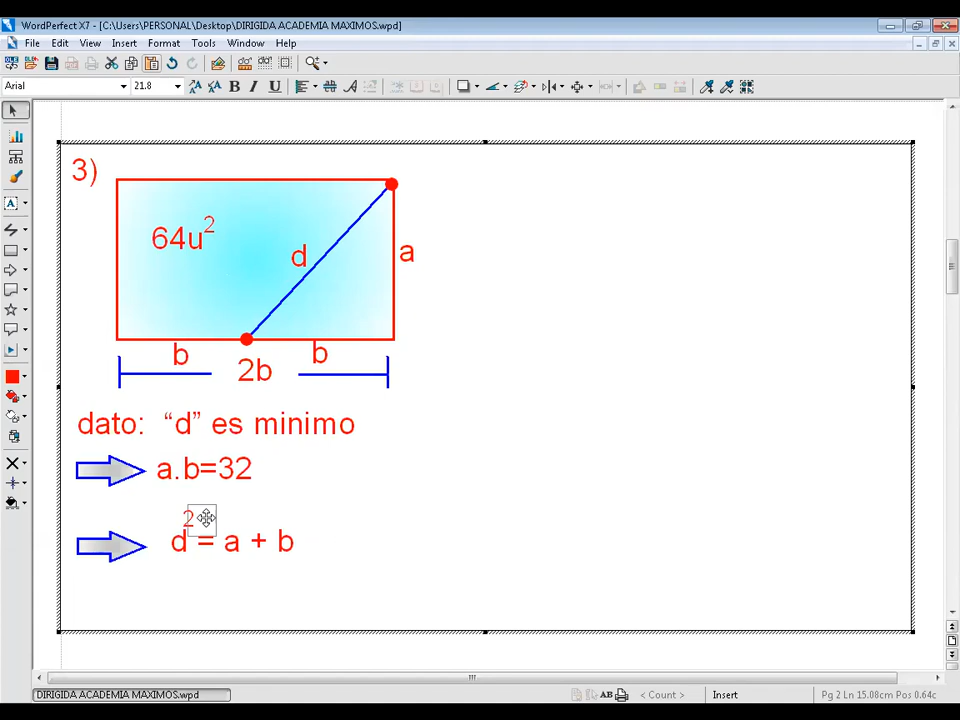 WordPerfect X7 - [C:\Users\PERSONAL\Desktop\DIRIGIDA ACADEMIA MAXIMOS.wpd]
File Edit View Insert Format Tools Window Help
Arial 21.8
3)
64u²
d
a
b
b
2b
dato: “d” es minimo
a.b=32
d² = a + b
DIRIGIDA ACADEMIA MAXIMOS.wpd
AB < Count > Insert Pg 2 Ln 15.08cm Pos 0.64c